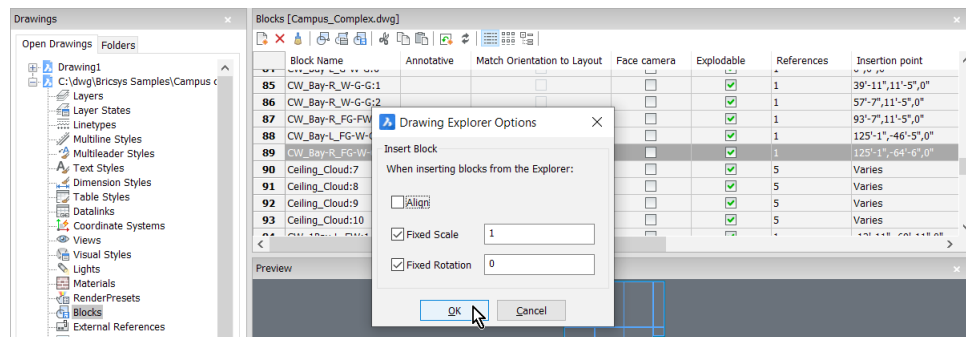 Drawings
Open Drawings Folders
Drawing1
C:\dwg\Bricsys Samples\Campus c
Layers
Layer States
Linetypes
Multiline Styles
Multileader Styles
Text Styles
Dimension Styles
Table Styles
Datalinks
Coordinate Systems
Views
Visual Styles
Lights
Materials
RenderPresets
Blocks
External References
Blocks [Campus_Complex.dwg]
Block Name Annotative Match Orientation to Layout Face camera Explodable References Insertion point
85 CW_Bay-R_W-G-G:1 1 39'-11",11'-5",0"
86 CW_Bay-R_W-G-G:2 1 57'-7",11'-5",0"
87 CW_Bay-R_FG-FW 1 93'-7",11'-5",0"
88 CW_Bay-L_FG-W- 1 125'-1",-46'-5",0"
89 CW_Bay-R_FG-W- 1 125'-1",-64'-6",0"
90 Ceiling_Cloud:7 5 Varies
91 Ceiling_Cloud:8 5 Varies
92 Ceiling_Cloud:9 5 Varies
93 Ceiling_Cloud:10 5 Varies
Preview
Drawing Explorer Options
Insert Block
When inserting blocks from the Explorer:
Align
Fixed Scale 1
Fixed Rotation 0
OK Cancel